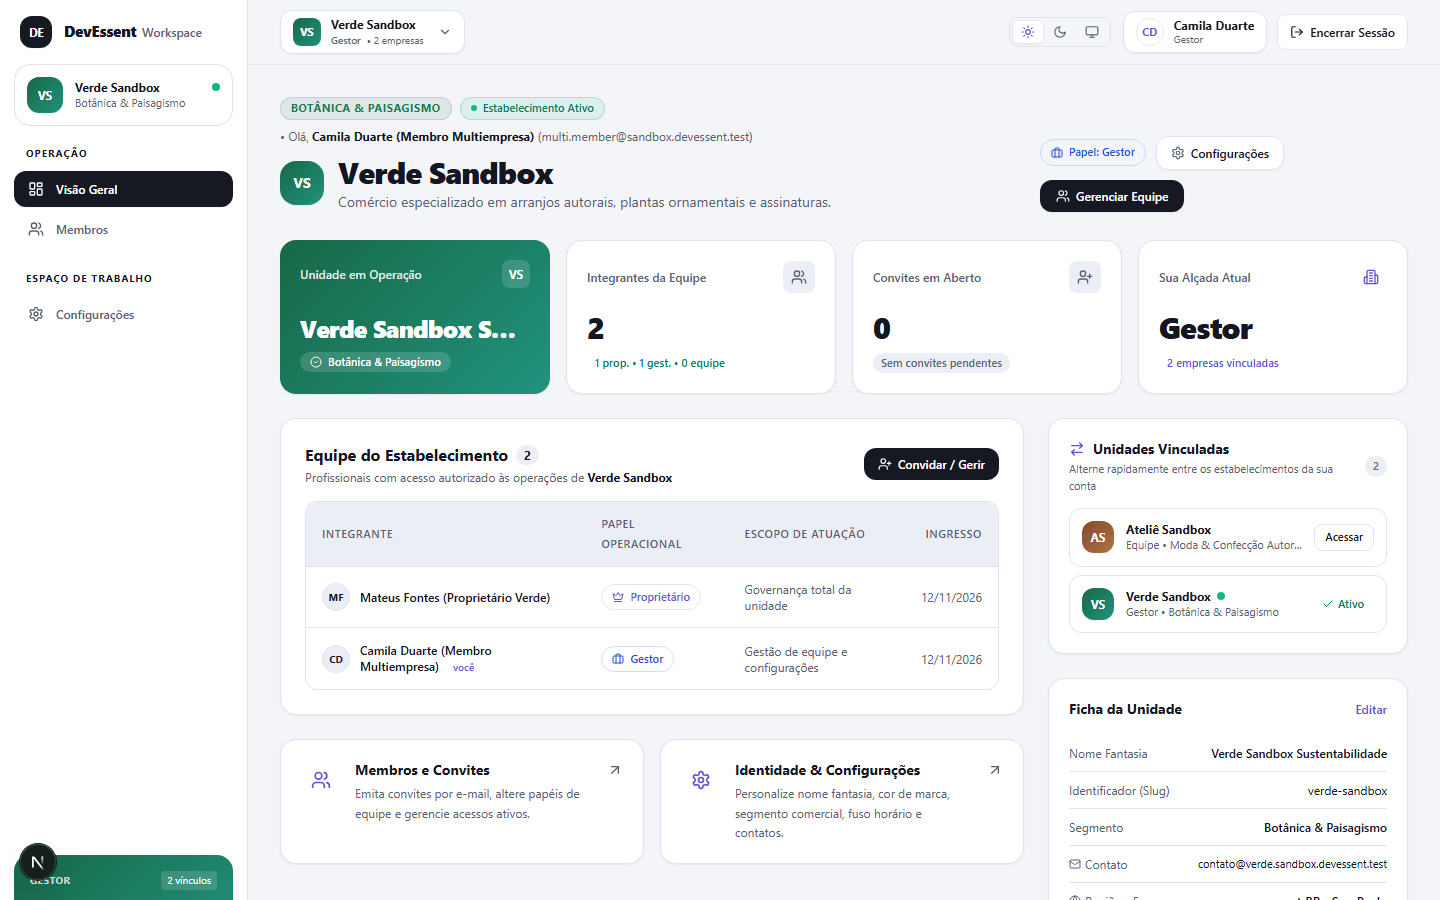 DE DevEssent Workspace
VS Verde Sandbox
Botânica & Paisagismo
OPERAÇÃO
Visão Geral
Membros
ESPAÇO DE TRABALHO
Configurações
N
GESTOR 2 vínculos
VS Verde Sandbox
Gestor • 2 empresas
CD Camila Duarte
Gestor
Encerrar Sessão
BOTÂNICA & PAISAGISMO
Estabelecimento Ativo
• Olá, Camila Duarte (Membro Multiempresa) (multi.member@sandbox.devessent.test)
VS Verde Sandbox
Comércio especializado em arranjos autorais, plantas ornamentais e assinaturas.
Papel: Gestor
Configurações
Gerenciar Equipe
Unidade em Operação VS
Verde Sandbox S...
Botânica & Paisagismo
Integrantes da Equipe
2
1 prop. • 1 gest. • 0 equipe
Convites em Aberto
0
Sem convites pendentes
Sua Alçada Atual
Gestor
2 empresas vinculadas
Equipe do Estabelecimento 2
Profissionais com acesso autorizado às operações de Verde Sandbox
Convidar / Gerir
INTEGRANTE
PAPEL
OPERACIONAL
ESCOPO DE ATUAÇÃO
INGRESSO
MF Mateus Fontes (Proprietário Verde)
Proprietário
Governança total da
unidade
12/11/2026
CD Camila Duarte (Membro
Multiempresa) você
Gestor
Gestão de equipe e
configurações
12/11/2026
Membros e Convites
Emita convites por e-mail, altere papéis de
equipe e gerencie acessos ativos.
Identidade & Configurações
Personalize nome fantasia, cor de marca,
segmento comercial, fuso horário e
contatos.
Unidades Vinculadas
Alterne rapidamente entre os estabelecimentos da sua
conta
2
AS Ateliê Sandbox
Equipe • Moda & Confecção Autor...
Acessar
VS Verde Sandbox
Gestor • Botânica & Paisagismo
Ativo
Ficha da Unidade Editar
Nome Fantasia Verde Sandbox Sustentabilidade
Identificador (Slug) verde-sandbox
Segmento Botânica & Paisagismo
Contato contato@verde.sandbox.devessent.test